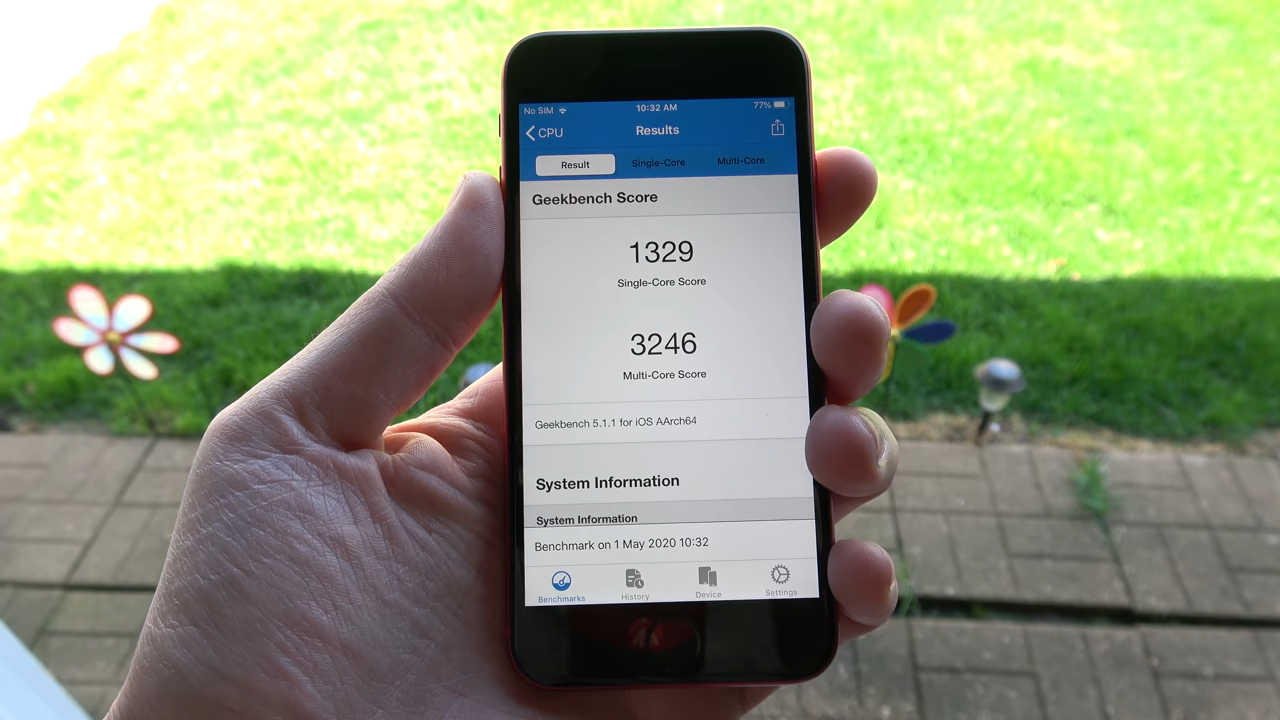 No SIM 10:32 AM 77%
CPU Results
Result Single-Core Multi-Core
Geekbench Score
1329
Single-Core Score
3246
Multi-Core Score
Geekbench 5.1.1 for iOS AArch64
System Information
System Information
Benchmark on 1 May 2020 10:32
Benchmarks History Device Settings